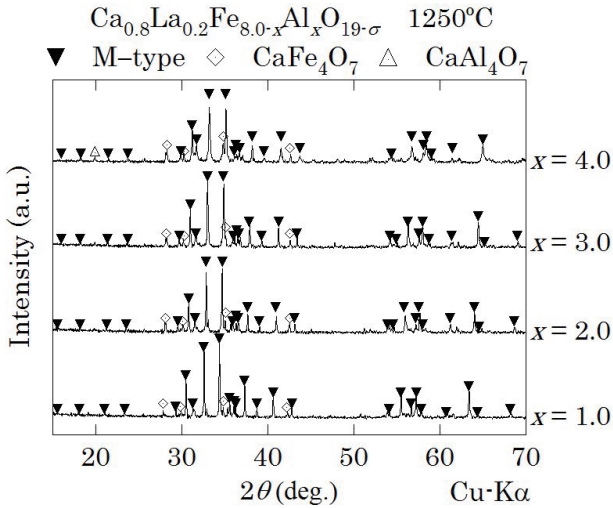 Ca0.8La0.2Fe8.0-xAlxO19-σ 1250ºC
▼ M–type ◇ CaFe4O7 △ CaAl4O7
Intensity (a.u.)
x = 4.0
x = 3.0
x = 2.0
x = 1.0
20 30 40 50 60 70
2θ (deg.) Cu-Kα